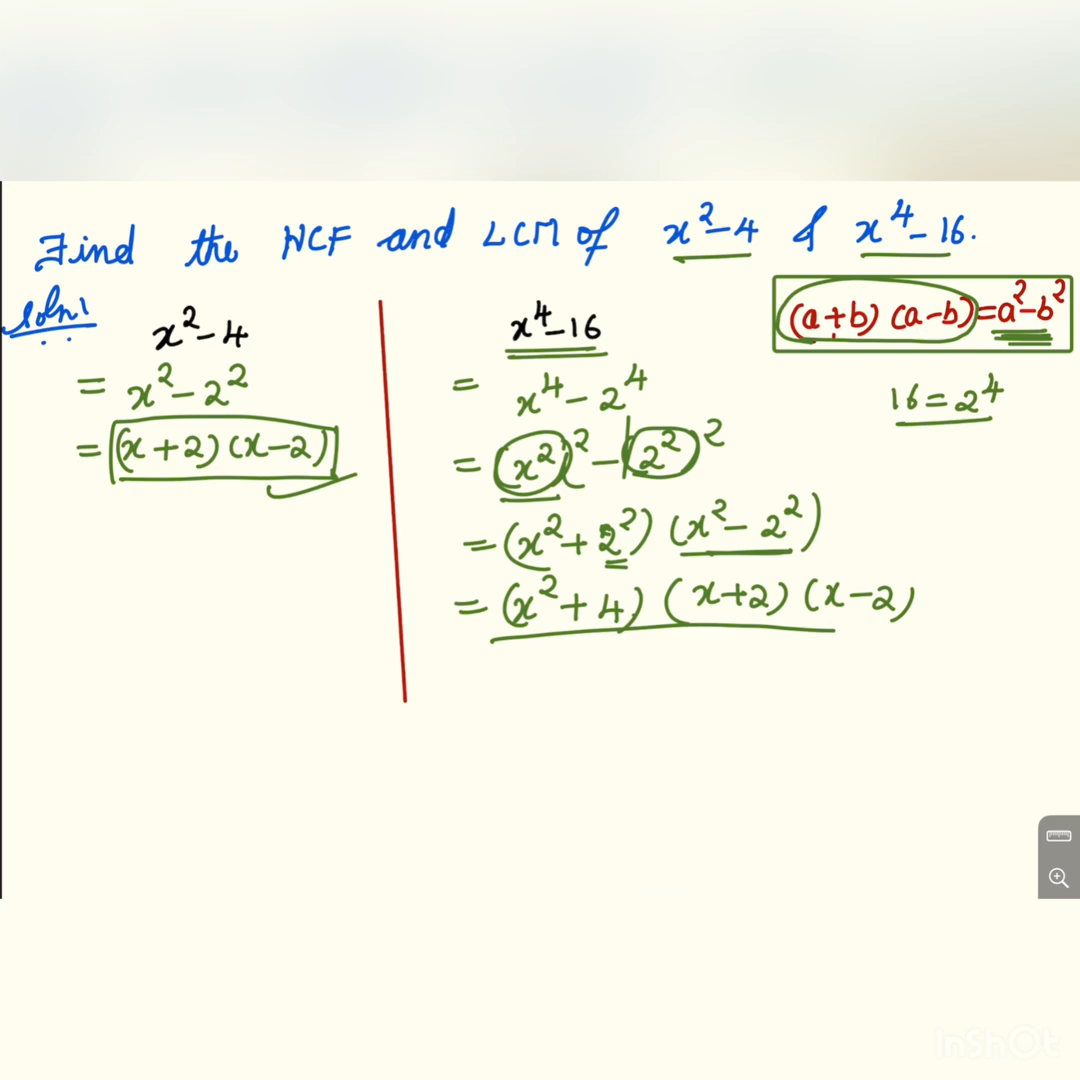 Find the HCF and LCM of x²-4 & x⁴-16.
Soln:
x²-4
= x²-2²
= (x+2)(x-2)
x⁴-16
= x⁴-2⁴
= (x²)²-(2²)²
= (x²+2²)(x²-2²)
= (x²+4)(x+2)(x-2)
(a+b)(a-b)=a²-b²
16=2⁴
InShOt